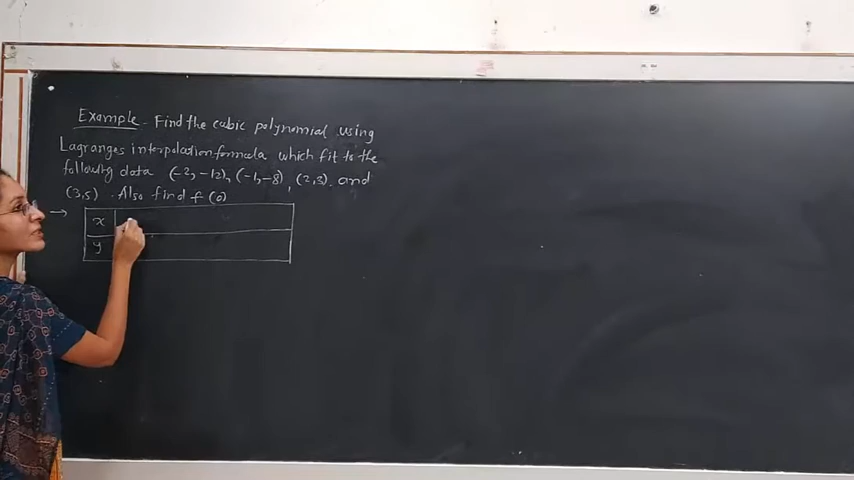 Example. Find the cubic polynomial using
Lagranges interpolation formula which fit to the
following data (-2,-12), (-1,-8), (2,3). and
(3,5). Also find f(0)
→ x
y